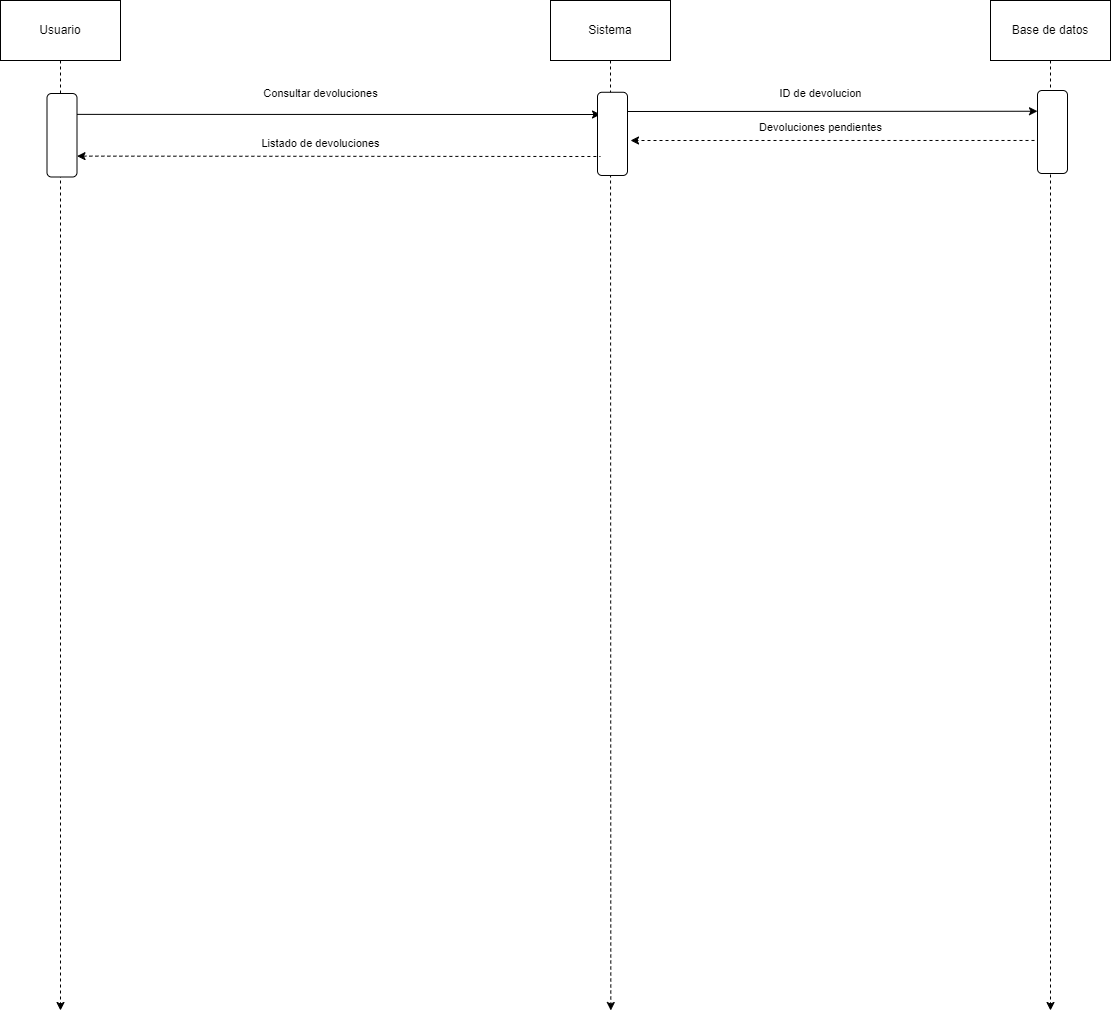 Usuario
Sistema
Base de datos
Consultar devoluciones
ID de devolucion
Devoluciones pendientes
Listado de devoluciones